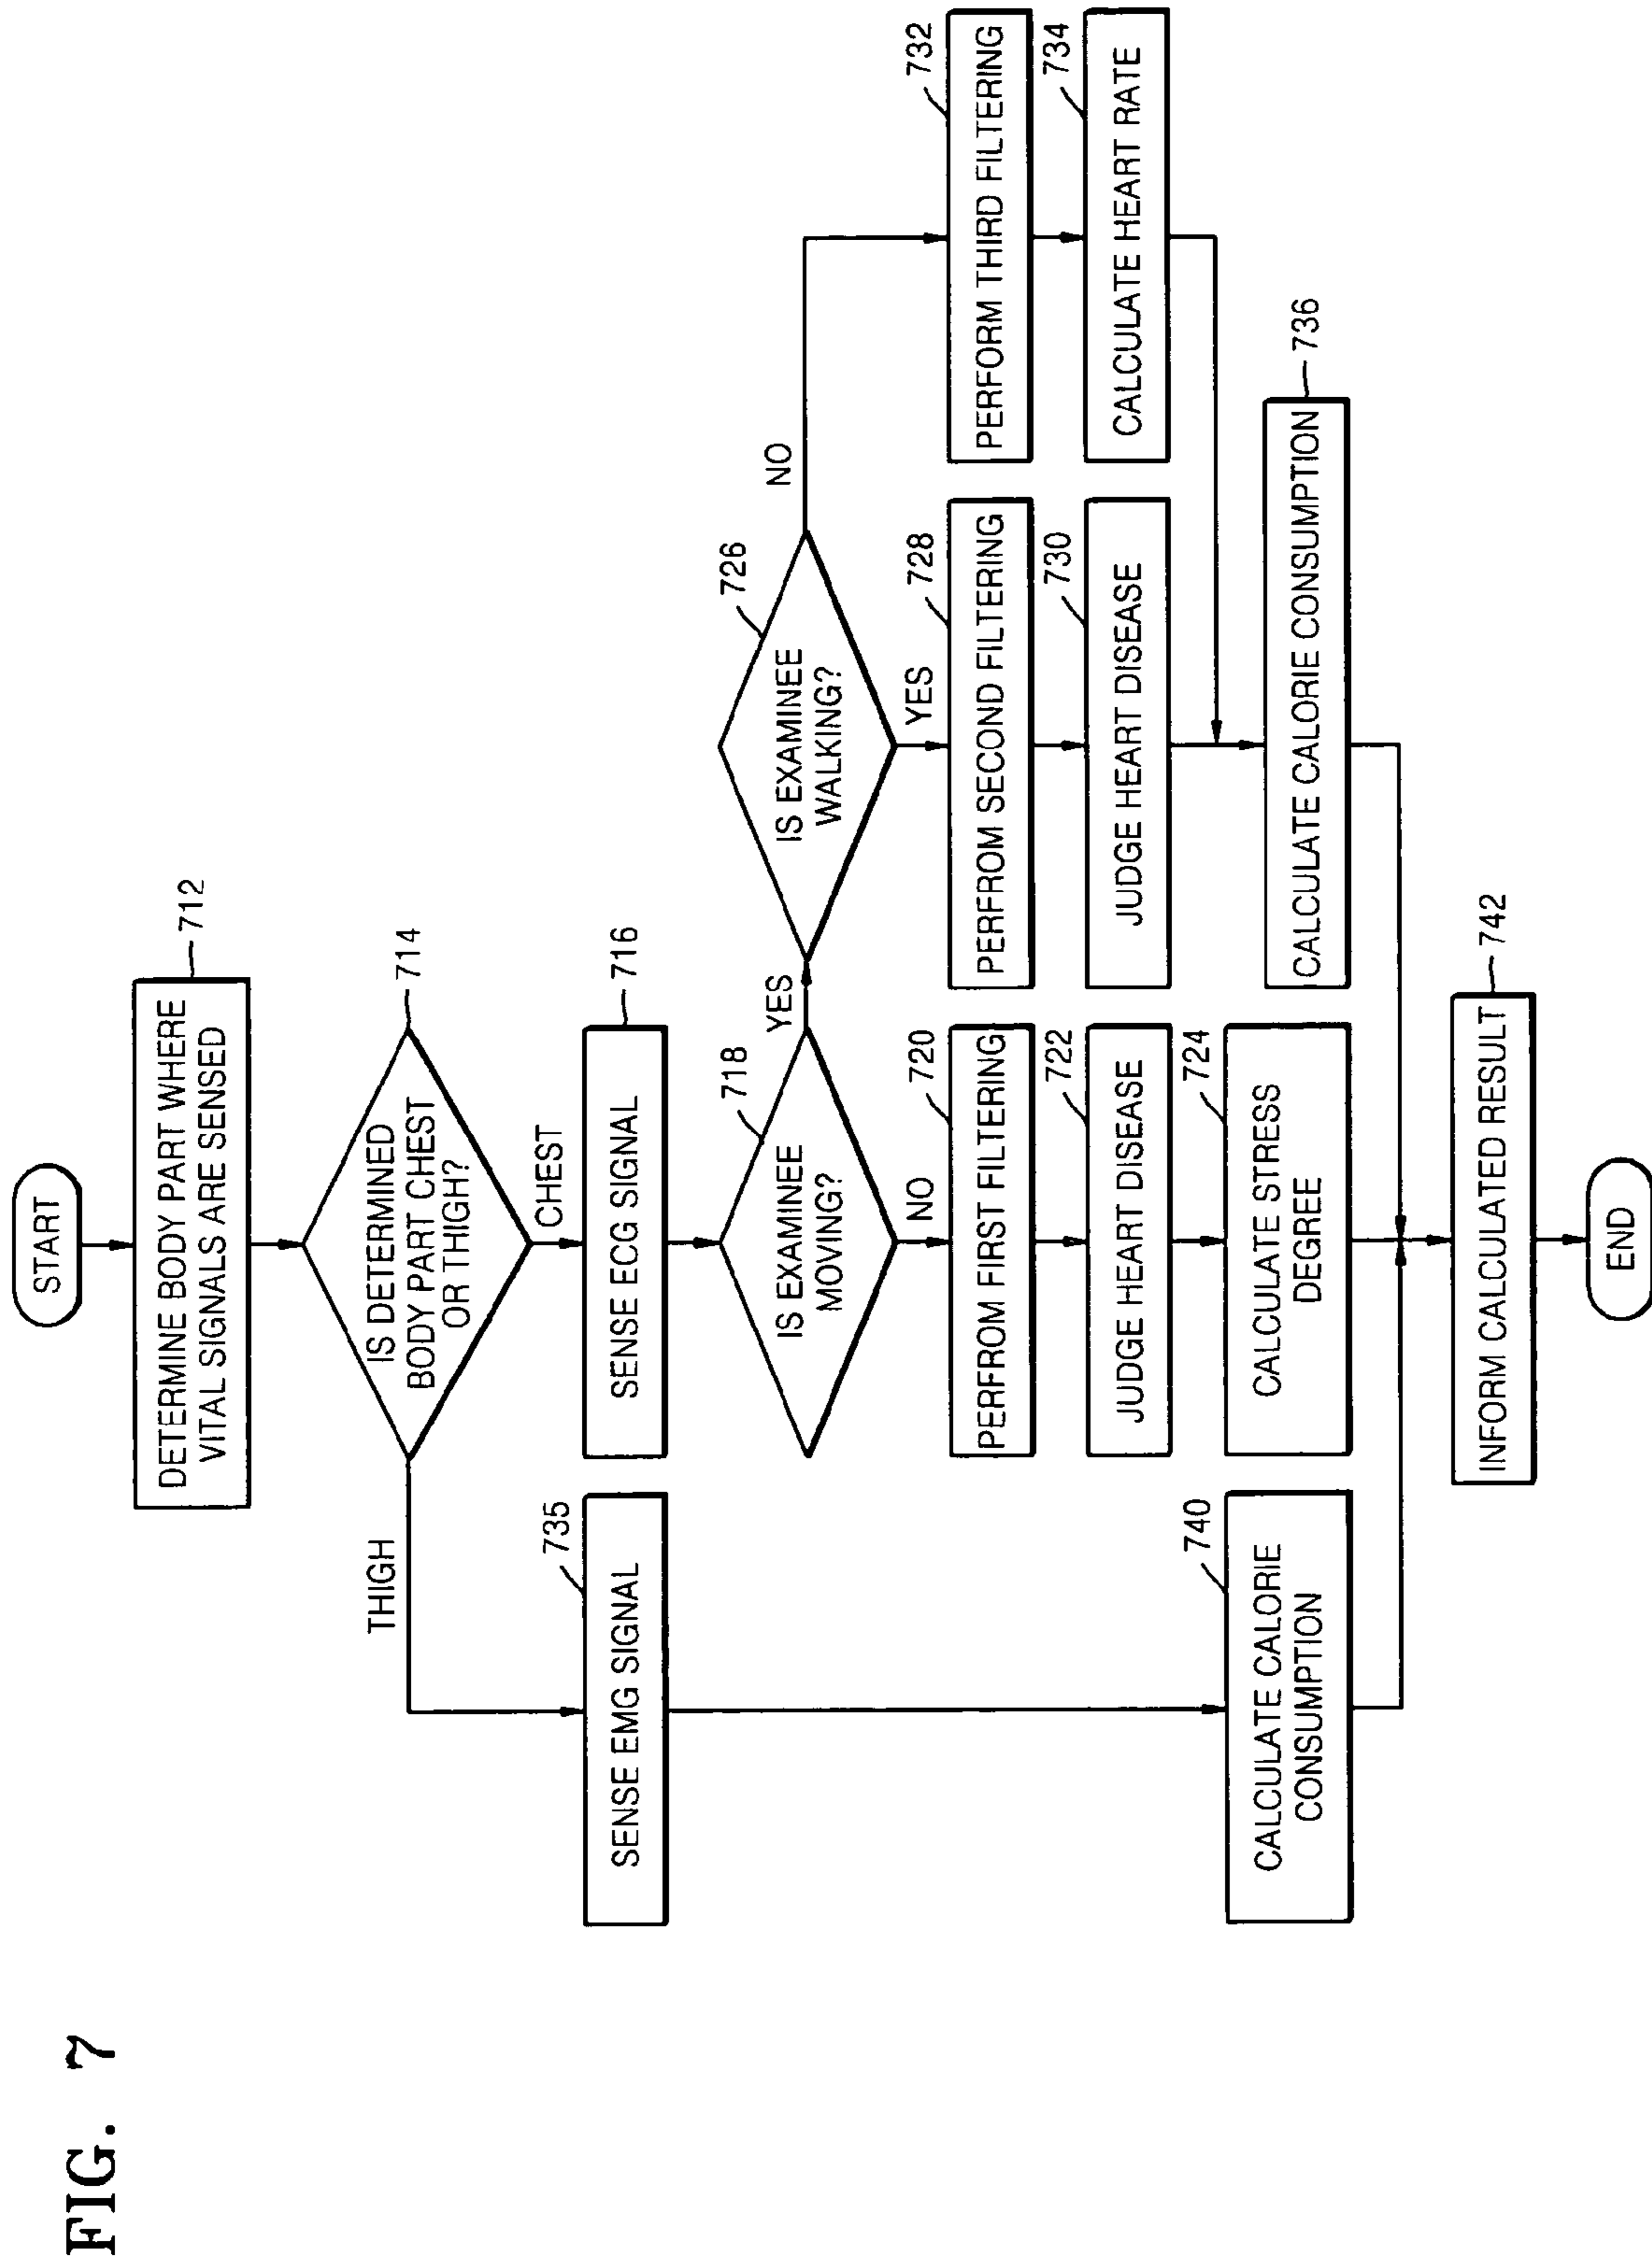 FIG. 7
START
DETERMINE BODY PART WHERE
VITAL SIGNALS ARE SENSED
712
IS DETERMINED
BODY PART CHEST
OR THIGH?
714
THIGH
CHEST
SENSE EMG SIGNAL
735
SENSE ECG SIGNAL
716
IS EXAMINEE
MOVING?
718
YES
NO
IS EXAMINEE
WALKING?
726
NO
YES
PERFROM FIRST FILTERING
720
PERFROM SECOND FILTERING
728
PERFORM THIRD FILTERING
732
JUDGE HEART DISEASE
722
JUDGE HEART DISEASE
730
CALCULATE HEART RATE
734
CALCULATE CALORIE
CONSUMPTION
740
CALCULATE STRESS
DEGREE
724
CALCULATE CALORIE CONSUMPTION
736
INFORM CALCULATED RESULT
742
END